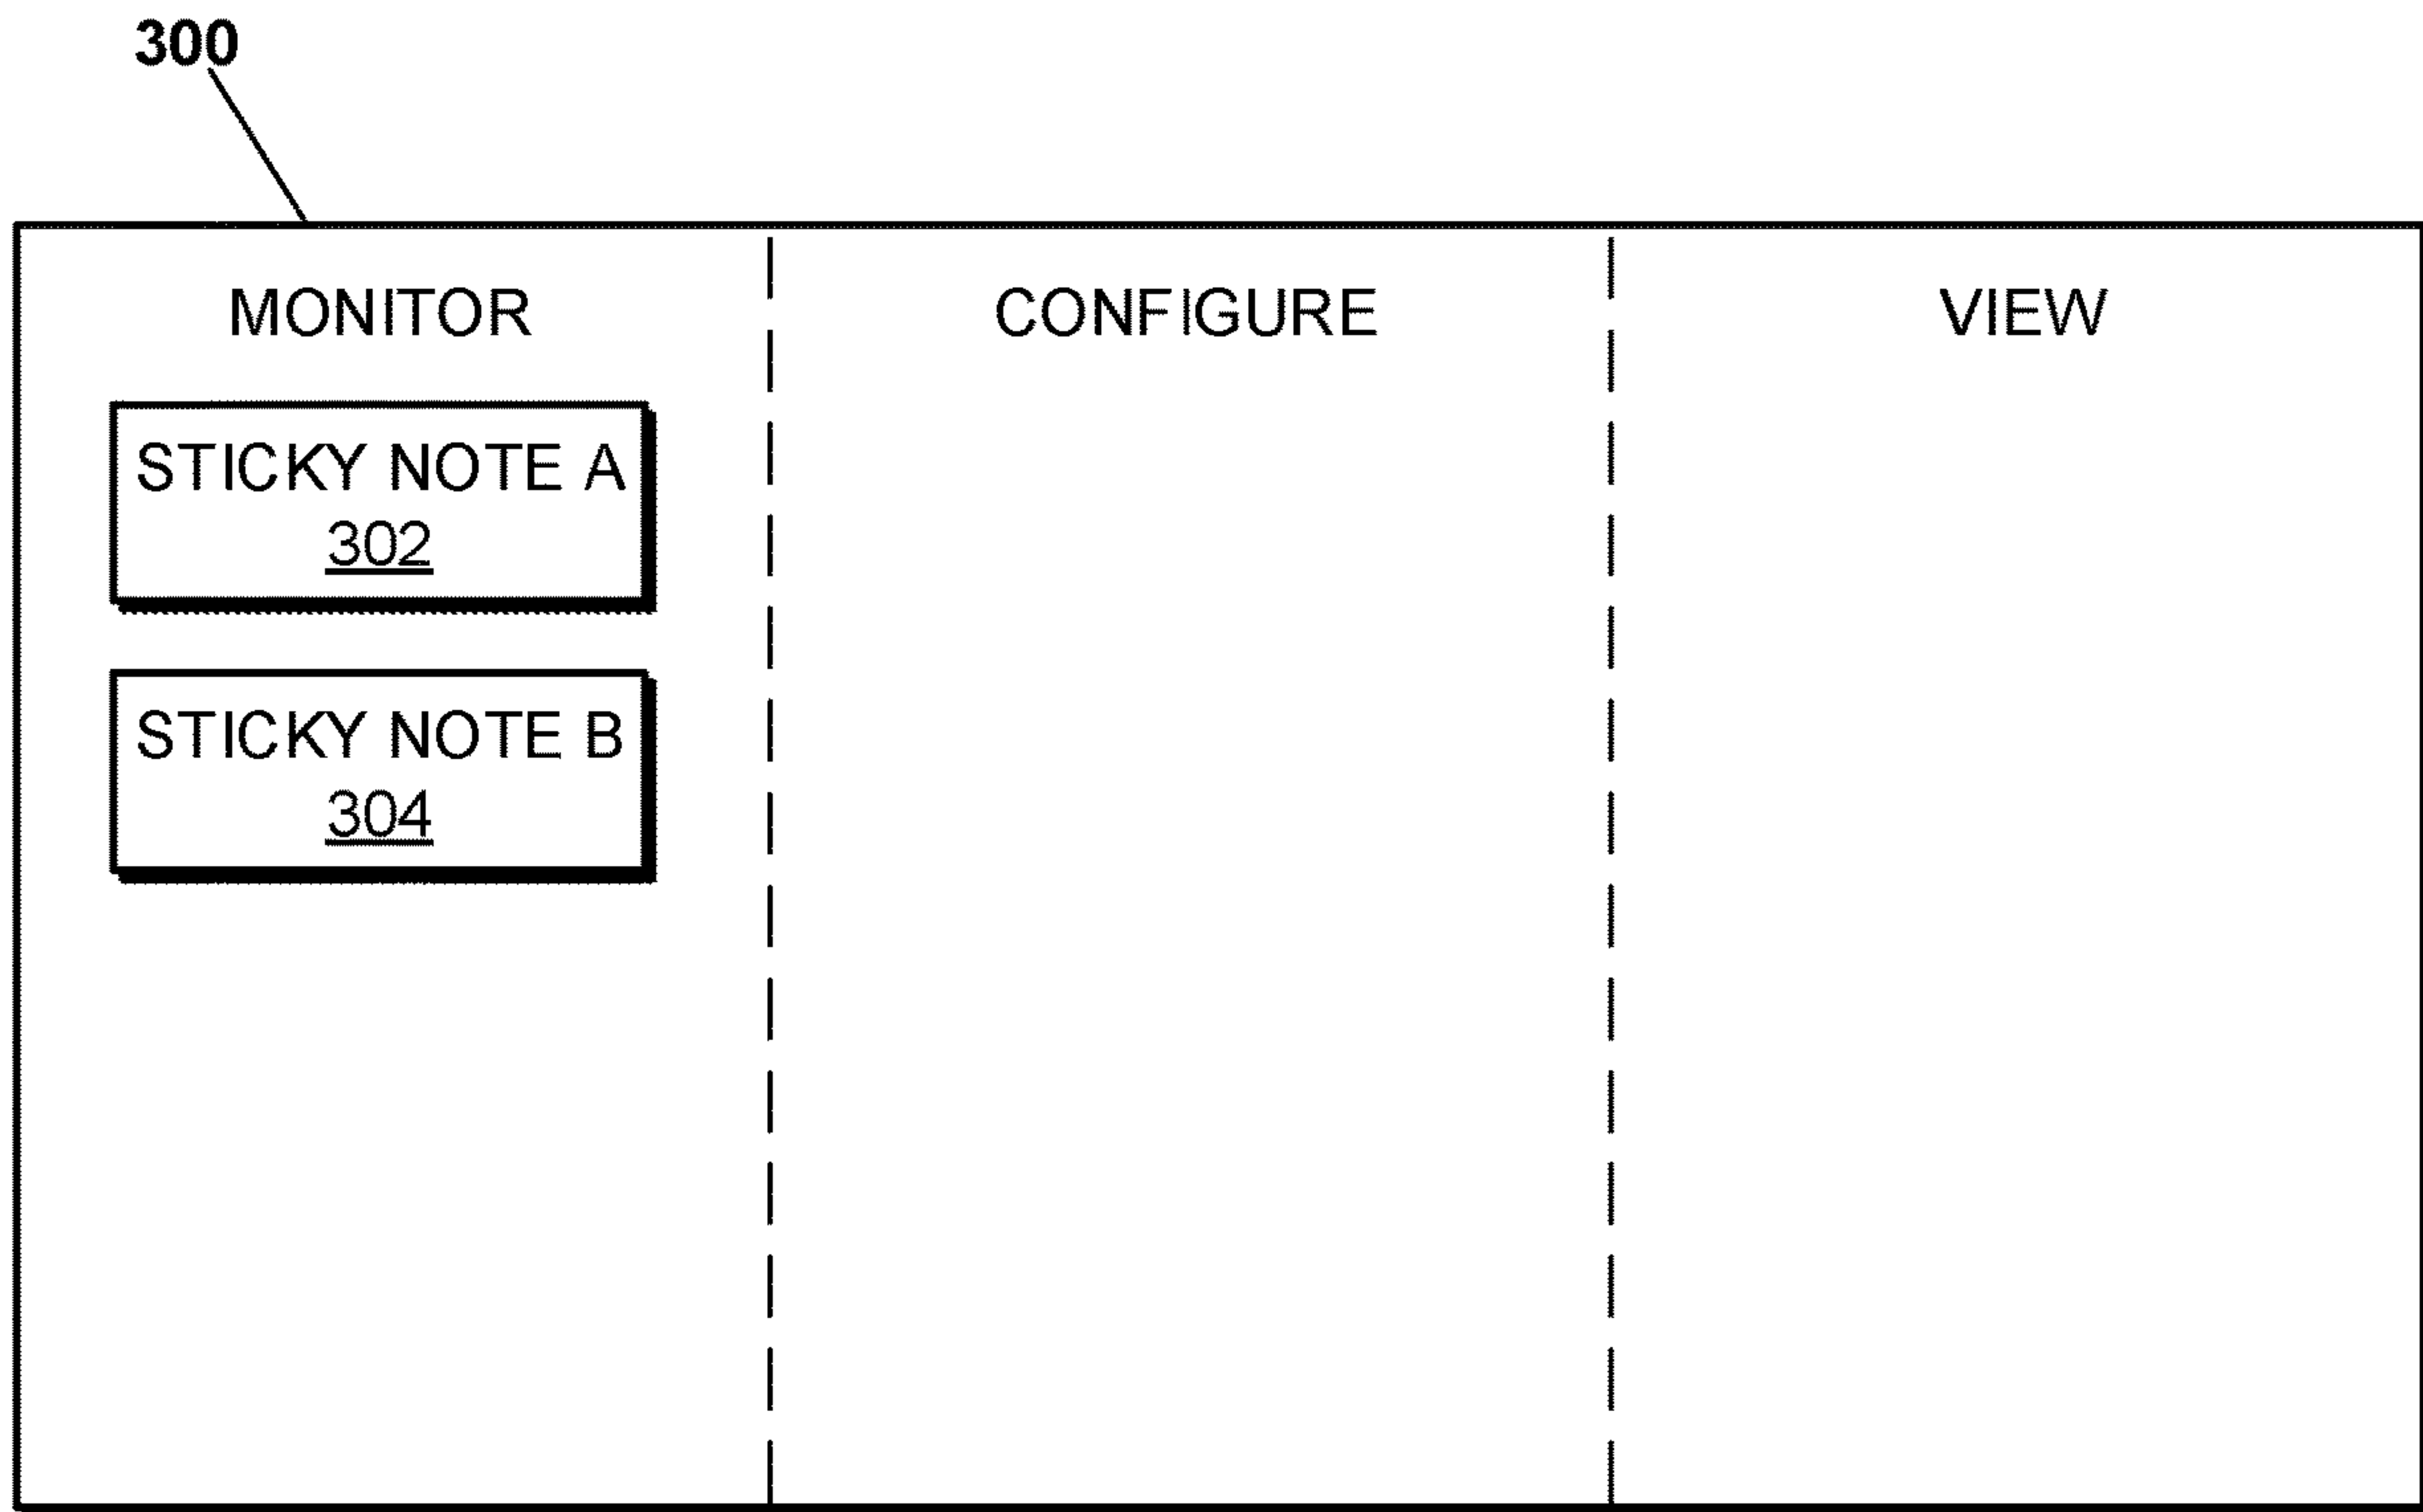 300
MONITOR
CONFIGURE
VIEW
STICKY NOTE A
302
STICKY NOTE B
304